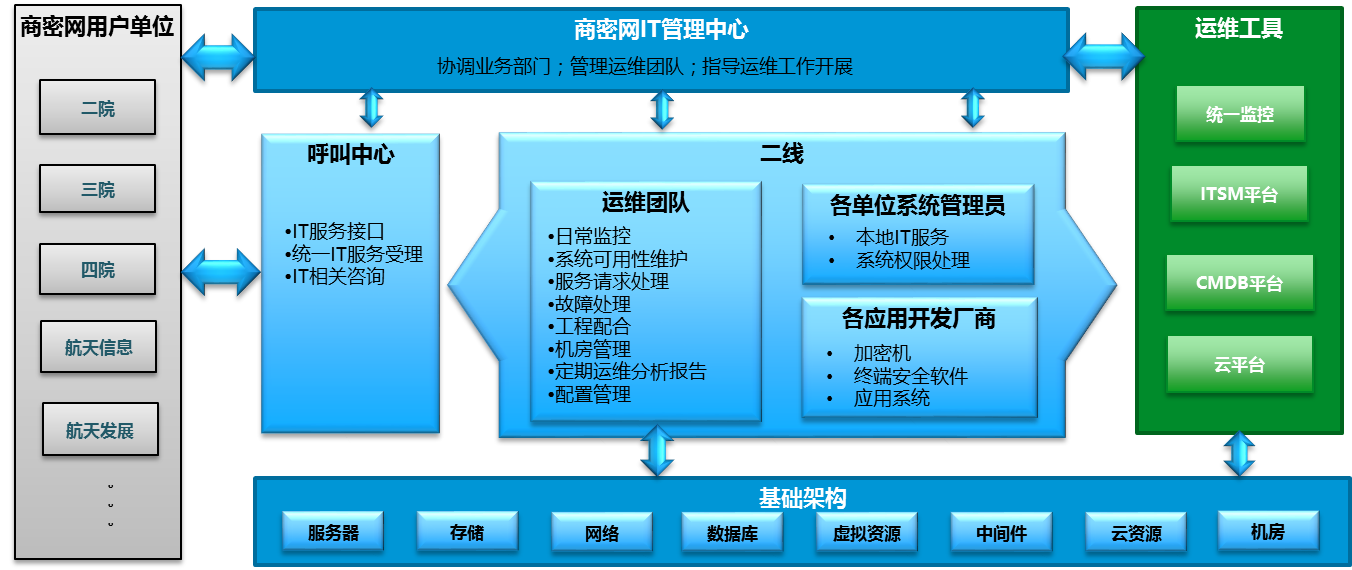 商密网用户单位
二院
三院
四院
航天信息
航天发展
商密网IT管理中心
协调业务部门；管理运维团队；指导运维工作开展
呼叫中心
•IT服务接口
•统一IT服务受理
•IT相关咨询
二线
运维团队
•日常监控
•系统可用性维护
•服务请求处理
•故障处理
•工程配合
•机房管理
•定期运维分析报告
•配置管理
各单位系统管理员
• 本地IT服务
• 系统权限处理
各应用开发厂商
• 加密机
• 终端安全软件
• 应用系统
运维工具
统一监控
ITSM平台
CMDB平台
云平台
基础架构
服务器
存储
网络
数据库
虚拟资源
中间件
云资源
机房